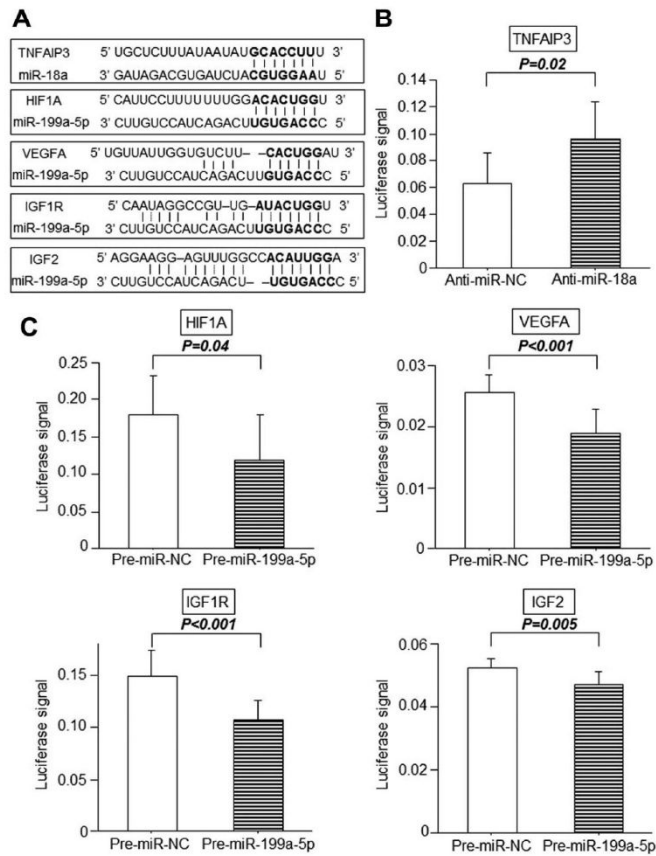 A
TNFAIP3 5' UGCUCUUUAUAAUAUGCACCUUU 3'
miR-18a 3' GAUAGACGUGAUCUACGUGGAAU 5'
HIF1A 5' CAUUCCUUUUUUUGGACACUGGU 3'
miR-199a-5p 3' CUUGUCCAUCAGACUUGUGACCC 5'
VEGFA 5' UGUUAUUGGUGUCUU– –CACUGGAU 3'
miR-199a-5p 3' CUUGUCCAUCAGACUUGUGACCC 5'
IGF1R 5' CAAUAGGCCGU–UG–AUACUGGU 3'
miR-199a-5p 3' CUUGUCCAUCAGACUUGUGACCC 5'
IGF2 5' AGGAAGG–AGUUUGGCCACAUUGGA 3'
miR-199a-5p 3' CUUGUCCAUCAGACU– –UGUGACCC 5'
B
TNFAIP3
P=0.02
Luciferase signal
0.14
0.12
0.10
0.08
0.06
0.04
0.02
0
Anti-miR-NC Anti-miR-18a
C
HIF1A
P=0.04
Luciferase signal
0.25
0.20
0.15
0.10
0.05
0
Pre-miR-NC Pre-miR-199a-5p
VEGFA
P<0.001
Luciferase signal
0.03
0.02
0.01
0
Pre-miR-NC Pre-miR-199a-5p
IGF1R
P<0.001
Luciferase signal
0.15
0.10
0.05
0
Pre-miR-NC Pre-miR-199a-5p
IGF2
P=0.005
Luciferase signal
0.06
0.04
0.02
0
Pre-miR-NC Pre-miR-199a-5p